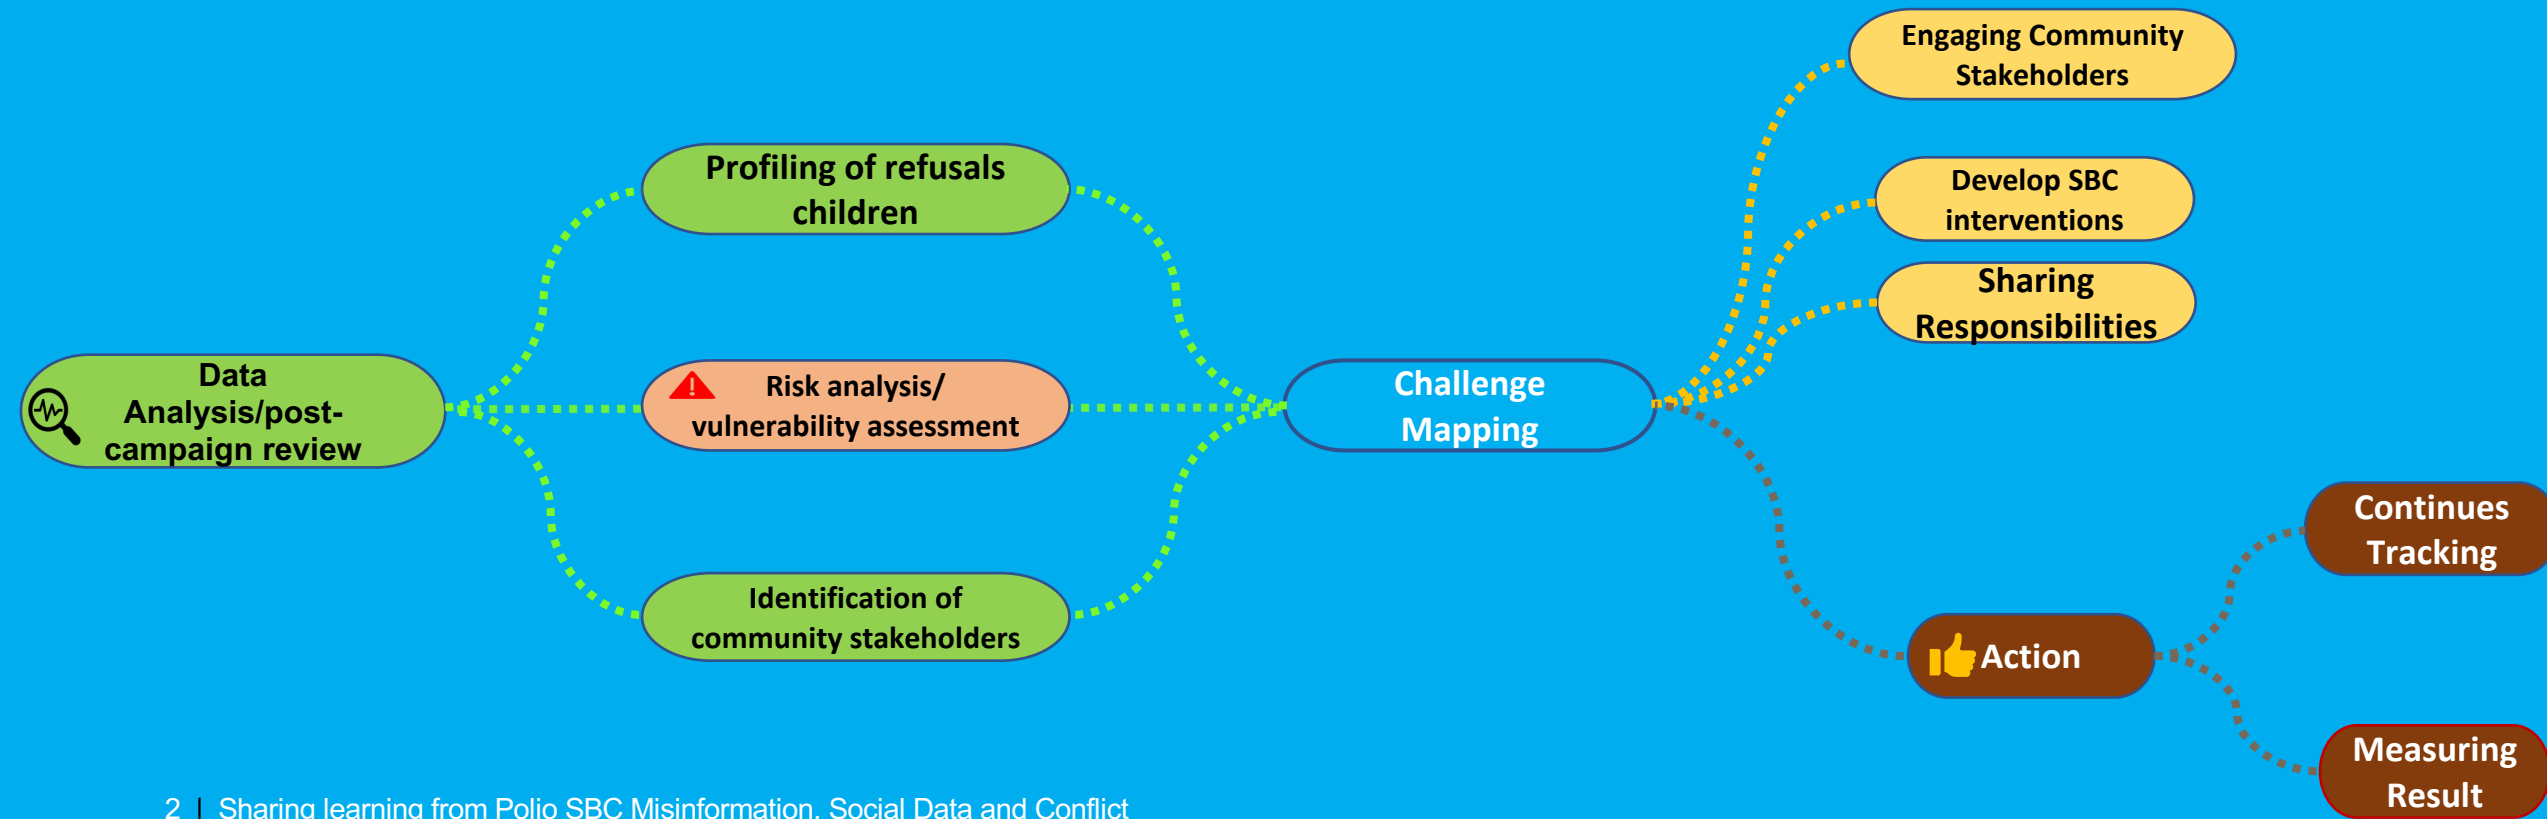 Data
Analysis/post-
campaign review
Profiling of refusals
children
Risk analysis/
vulnerability assessment
Identification of
community stakeholders
Challenge
Mapping
Engaging Community
Stakeholders
Develop SBC
interventions
Sharing
Responsibilities
Action
Continues
Tracking
Measuring
Result
2 | Sharing learning from Polio SBC Misinformation, Social Data and Conflict